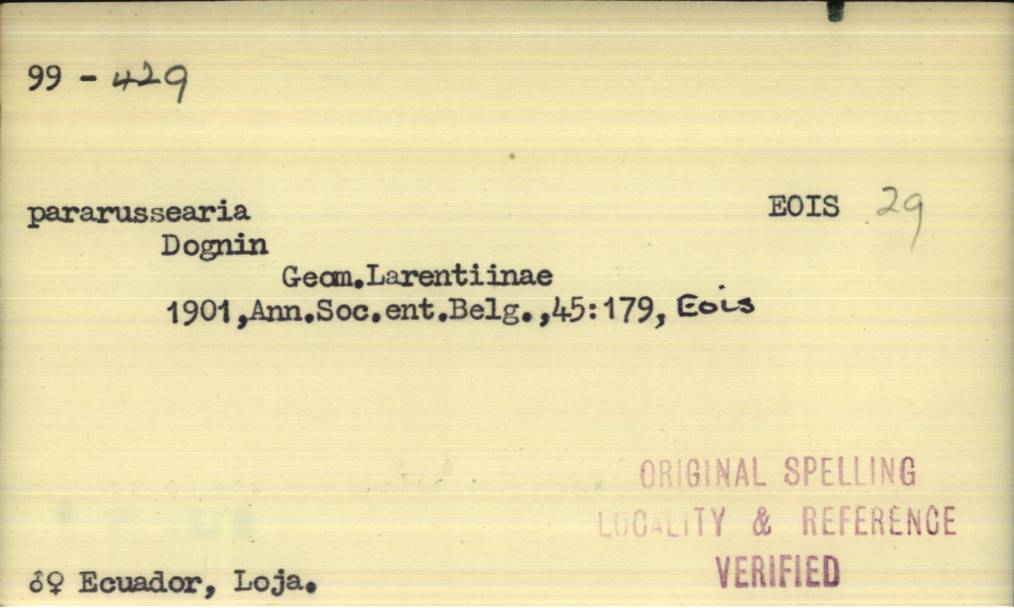 99 - 429
pararussearia EOIS 29
Dognin
Geom.Larentiinae
1901,Ann.Soc.ent.Belg.,45:179, Eois
ORIGINAL SPELLING
LOCALITY & REFERENCE
VERIFIED
♂♀ Ecuador, Loja.